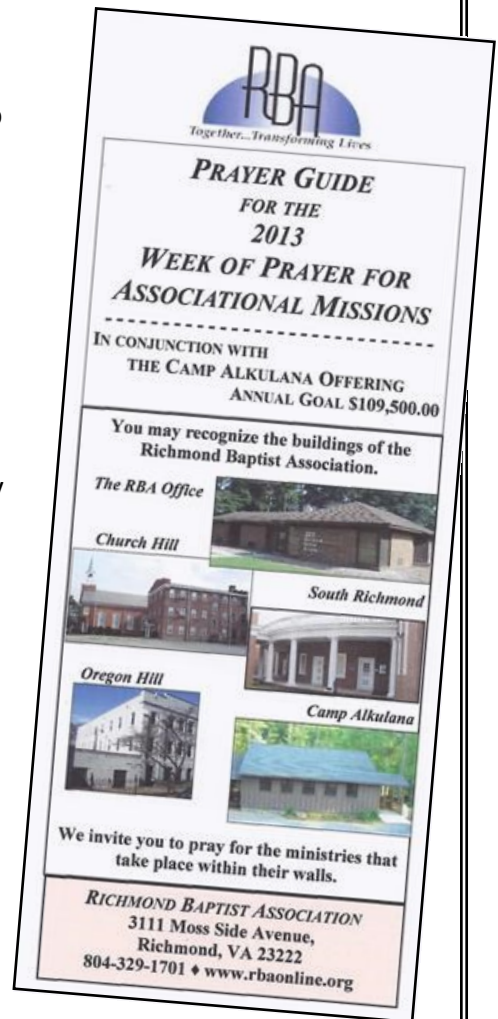 RBA
Together...Transforming Lives
PRAYER GUIDE
FOR THE
2013
WEEK OF PRAYER FOR
ASSOCIATIONAL MISSIONS
IN CONJUNCTION WITH
THE CAMP ALKULANA OFFERING
ANNUAL GOAL $109,500.00
You may recognize the buildings of the
Richmond Baptist Association.
The RBA Office
Church Hill
South Richmond
Oregon Hill
Camp Alkulana
We invite you to pray for the ministries that
take place within their walls.
RICHMOND BAPTIST ASSOCIATION
3111 Moss Side Avenue,
Richmond, VA 23222
804-329-1701 ♦ www.rbaonline.org